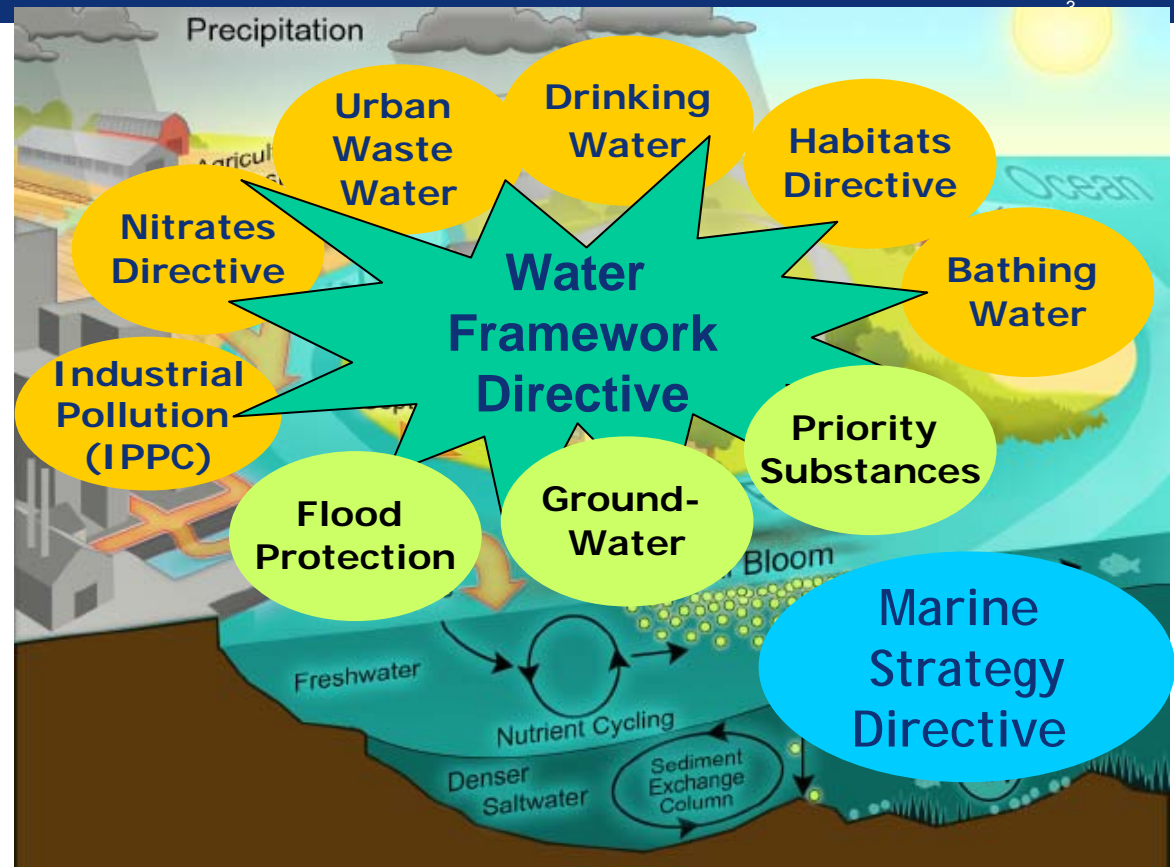 3
Precipitation
Urban
Waste
Water
Drinking
Water
Habitats
Directive
Ocean
Nitrates
Directive
Water
Framework
Directive
Bathing
Water
Industrial
Pollution
(IPPC)
Priority
Substances
Flood
Protection
Ground-
Water
Bloom
Marine
Strategy
Directive
Freshwater
Nutrient Cycling
Denser
Saltwater
Sediment
Exchange
Column